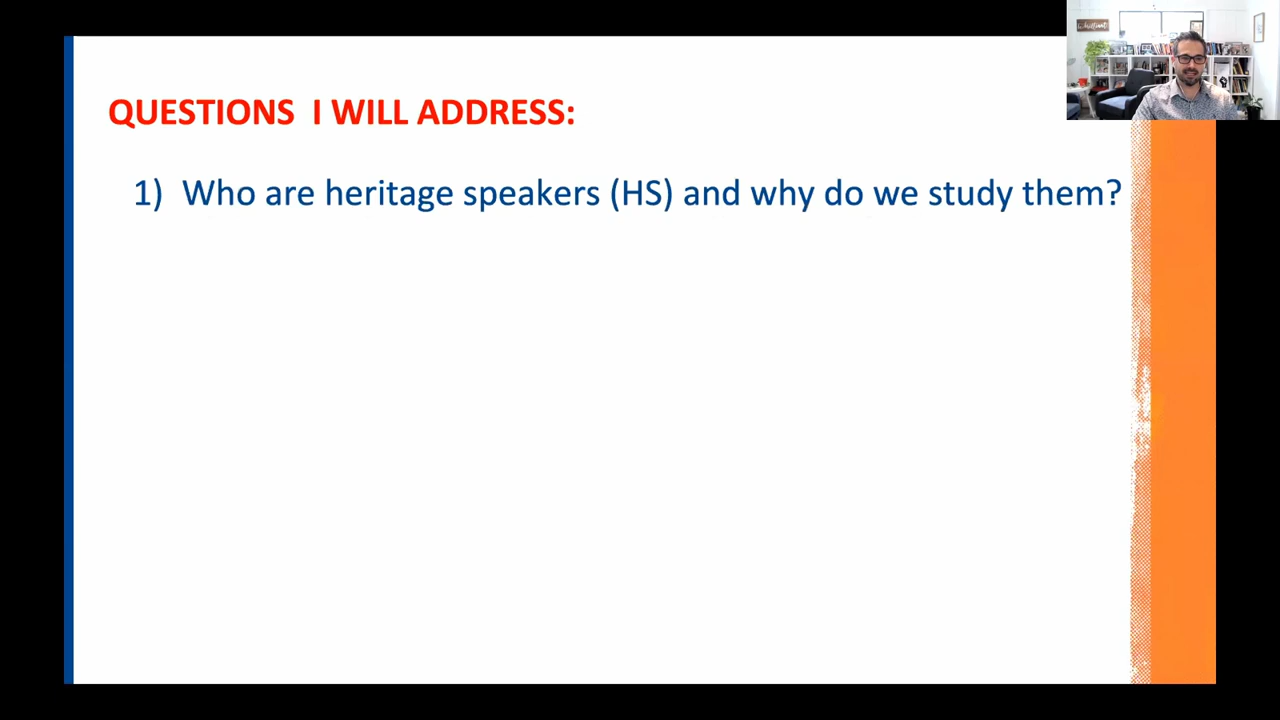 QUESTIONS I WILL ADDRESS:
1) Who are heritage speakers (HS) and why do we study them?